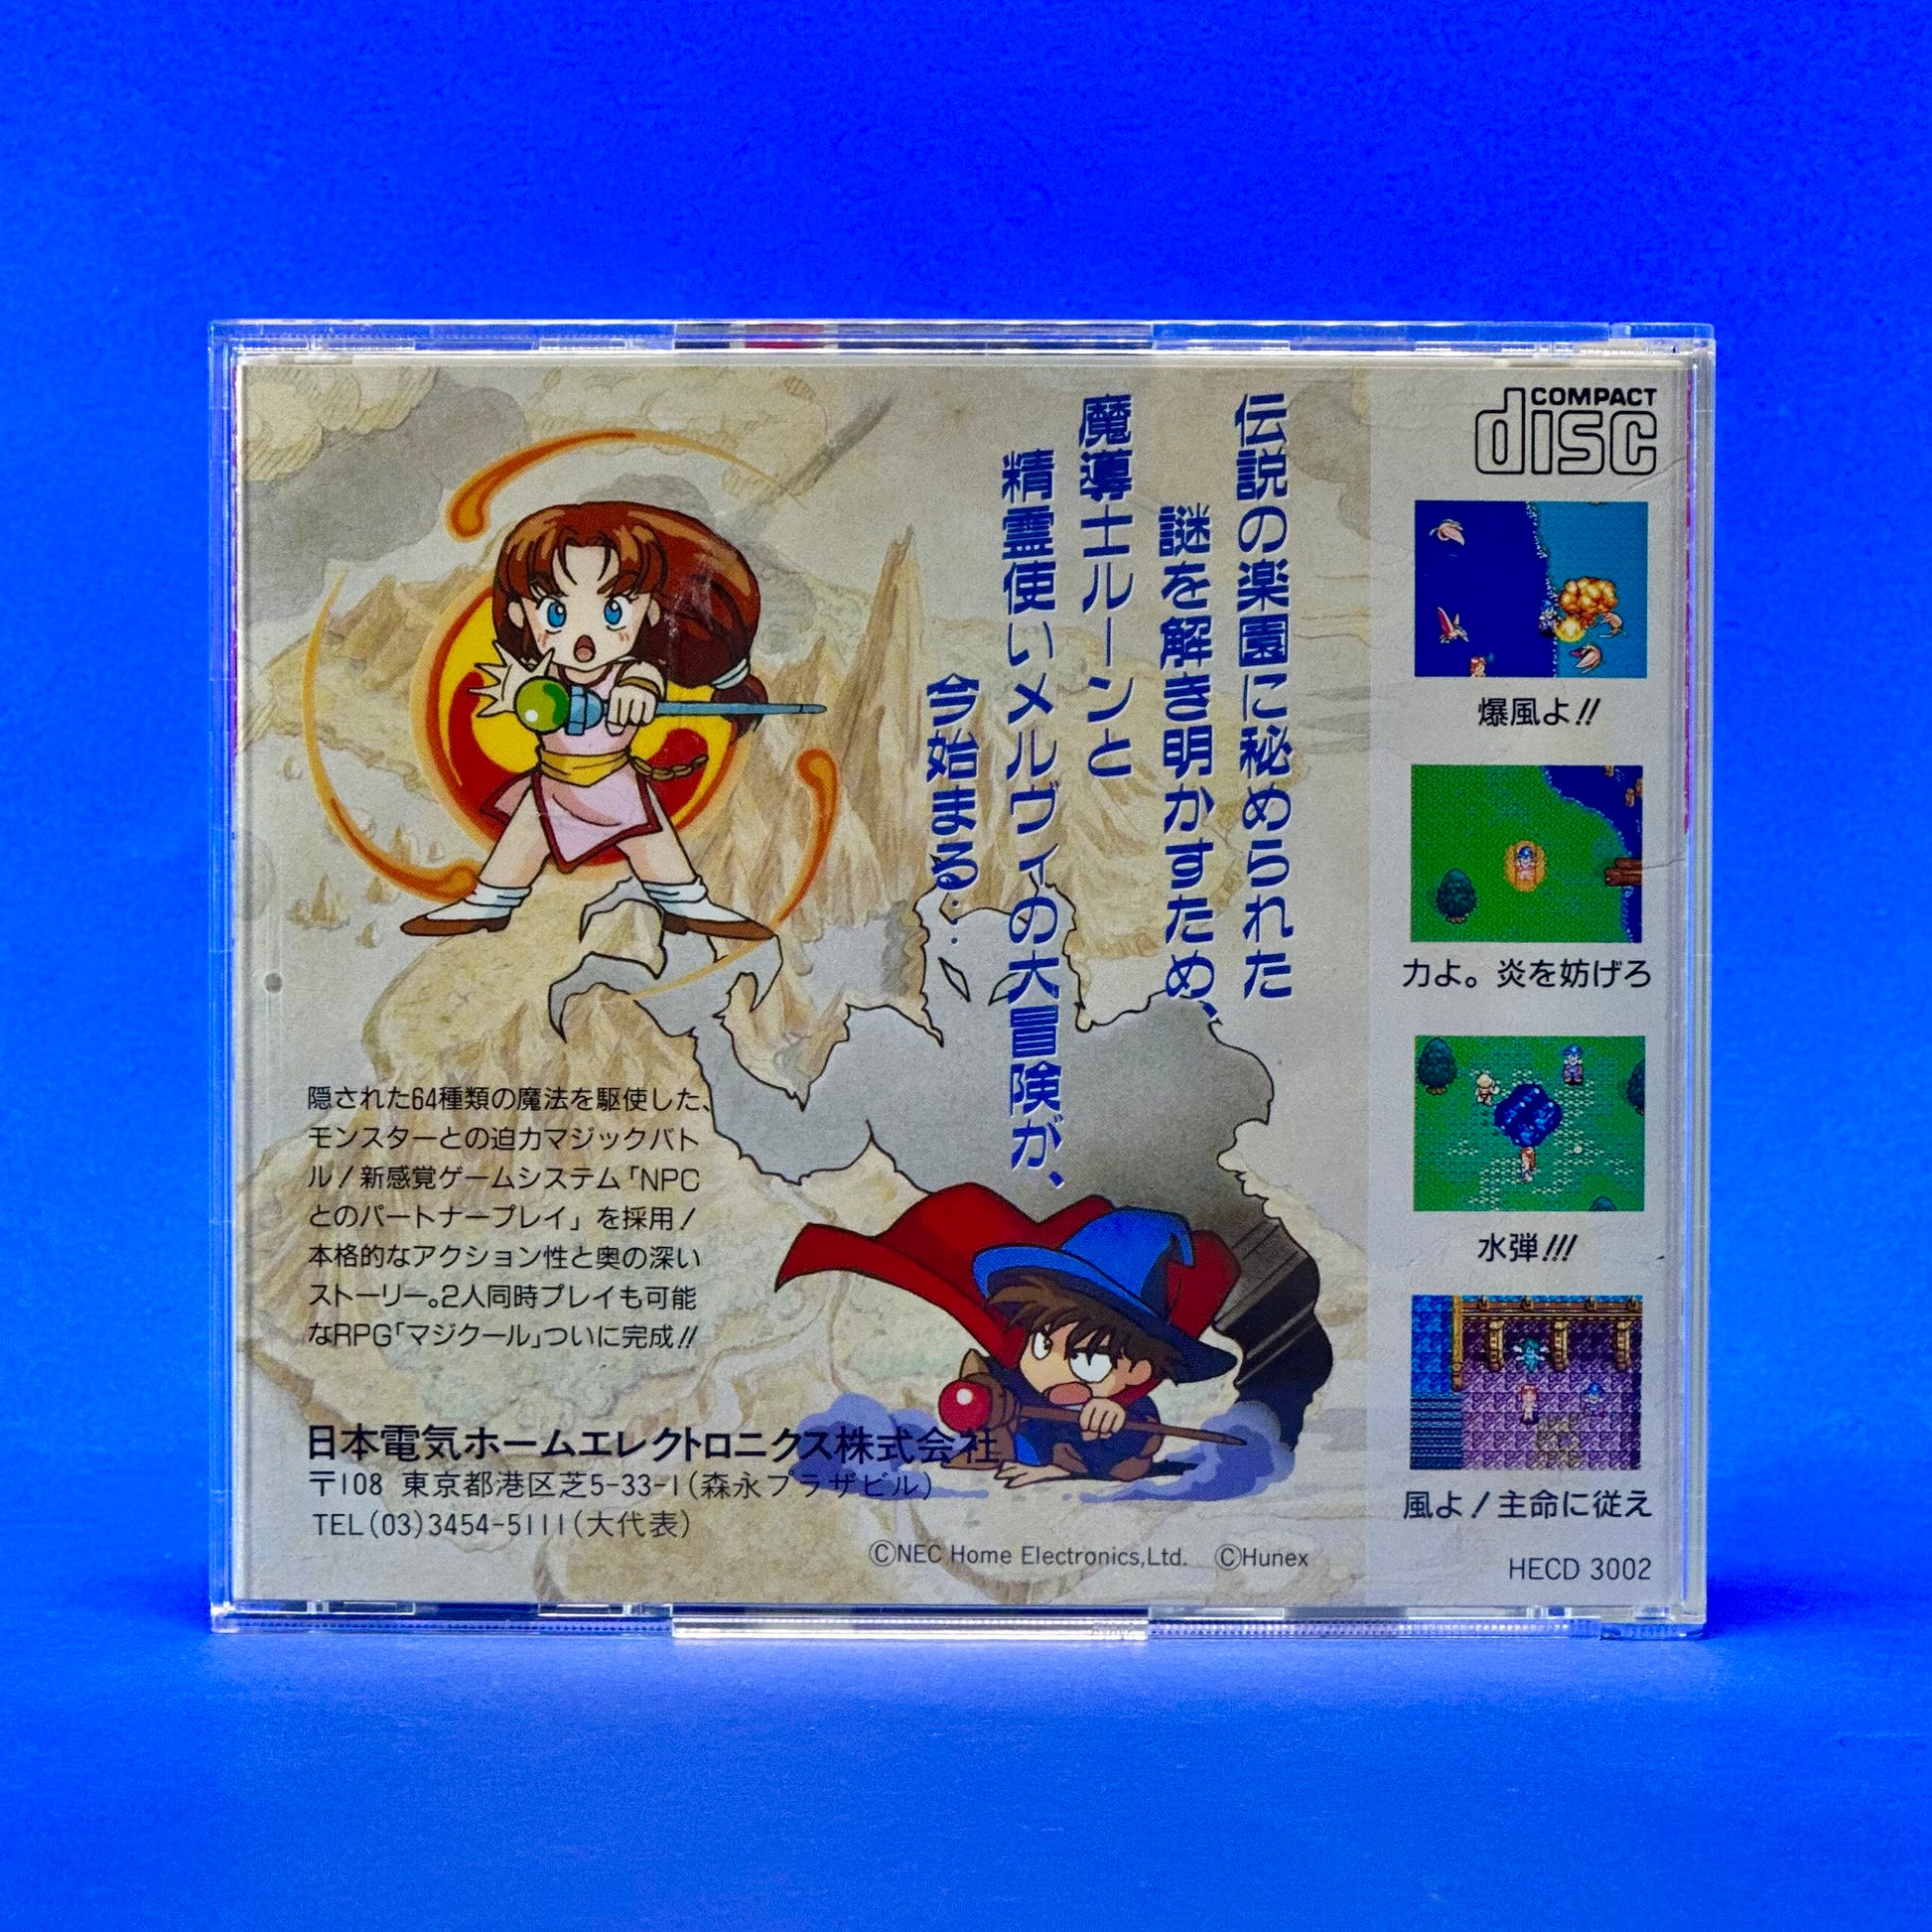 伝説の楽園に秘められた
謎を解き明かすため、
魔導士ルーンと
精霊使いメルヴィの大冒険が、
今始まる…
隠された64種類の魔法を駆使した、
モンスターとの迫力マジックバト
ル!新感覚ゲームシステム「NPC
とのパートナープレイ」を採用!
本格的なアクション性と奥の深い
ストーリー。2人同時プレイも可能
なRPG「マジクール」ついに完成!!
日本電気ホームエレクトロニクス株式会社
〒108 東京都港区芝5-33-1(森永プラザビル)
TEL(03)3454-5111(大代表)
©NEC Home Electronics,Ltd. ©Hunex
COMPACT
disc
爆風よ!!
力よ。炎を妨げろ
水弾!!!
風よ!主命に従え
HECD 3002